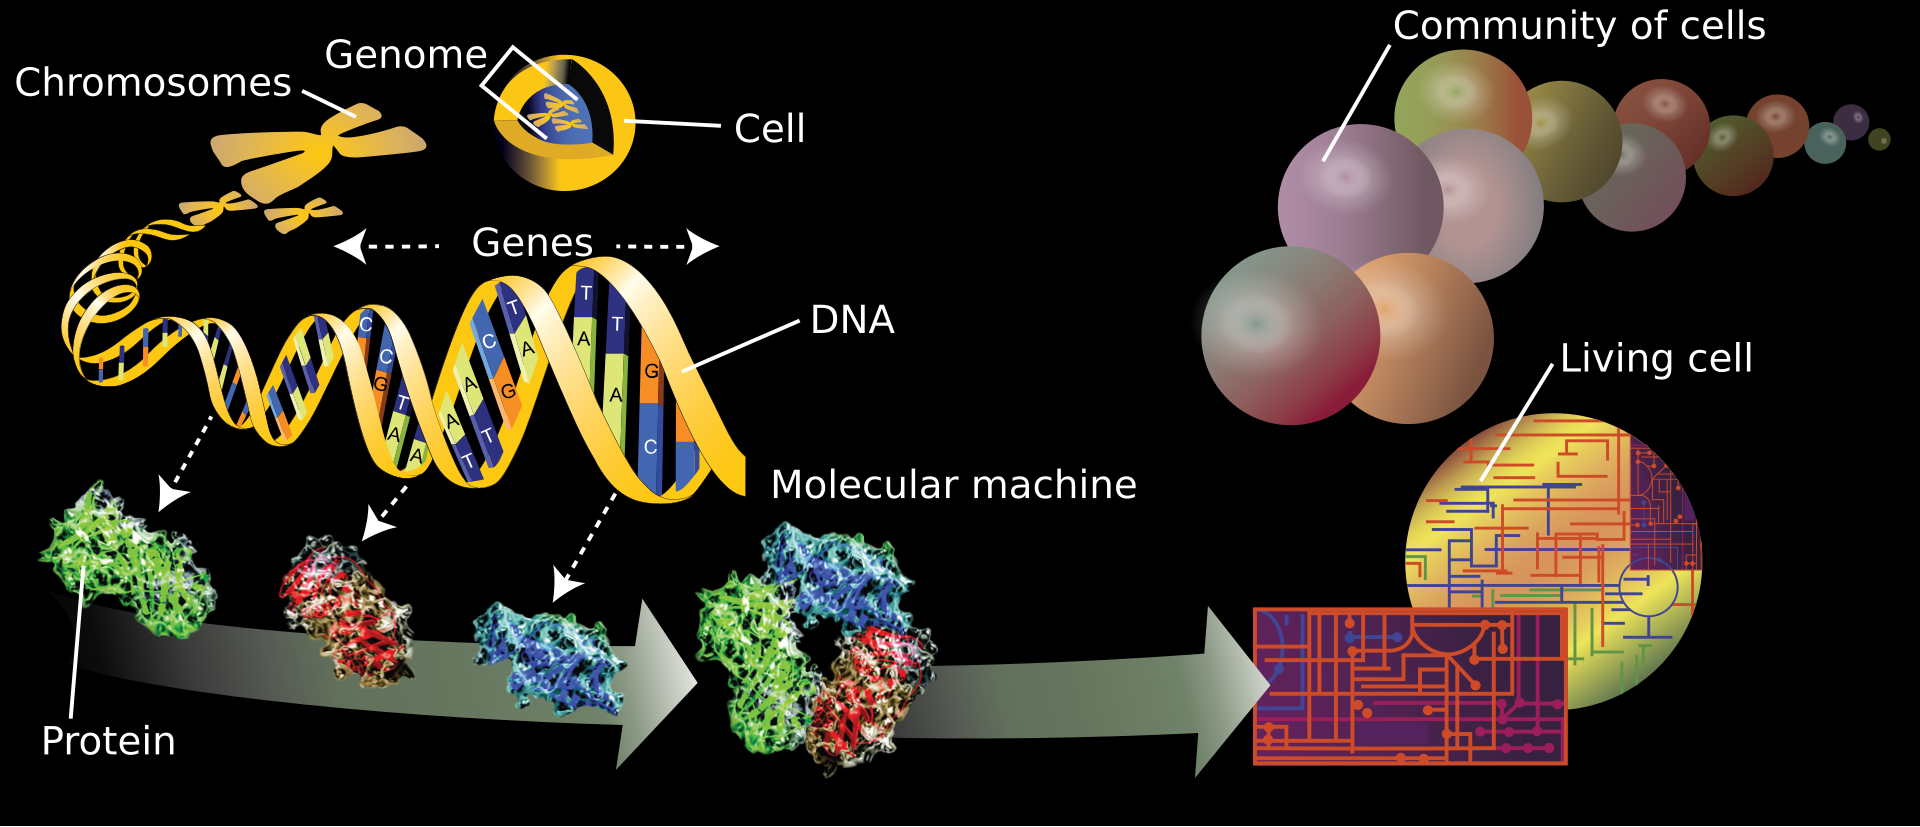 Community of cells
Genome
Chromosomes
Cell
Genes
DNA
Living cell
Molecular machine
Protein
C
C
G
T
A
A
T
C
A
A
G
A
T
T
T
T
A
G
A
C